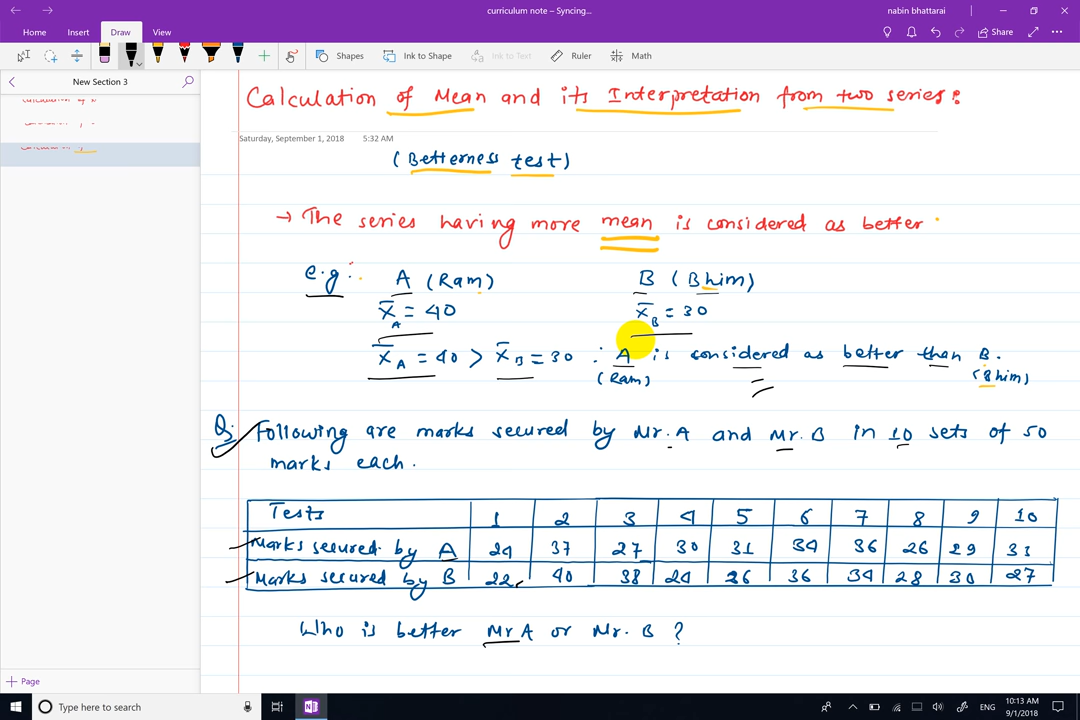 curriculum note – Syncing...
nabin bhattarai
Home Insert Draw View
Share
Shapes Ink to Shape Ink to Text Ruler Math
New Section 3
Calculation of Mean and its Interpretation from two series:
Saturday, September 1, 2018 5:32 AM
(Betterness test)
→ The series having more mean is considered as better.
e.g: A (Ram) B (Bhim)
X̄A = 40 X̄B = 30
X̄A = 40 > X̄B = 30 ∴ A is considered as better than B.
(Ram) (Bhim)
Q. Following are marks secured by Mr. A and Mr. B in 10 sets of 50
marks each.
Tests 1 2 3 4 5 6 7 8 9 10
Marks secured by A 24 37 27 30 31 34 36 26 29 31
Marks secured by B 22 40 38 24 26 36 34 28 30 27
Who is better Mr A or Mr. B ?
+ Page
Type here to search
ENG
10:13 AM
9/1/2018